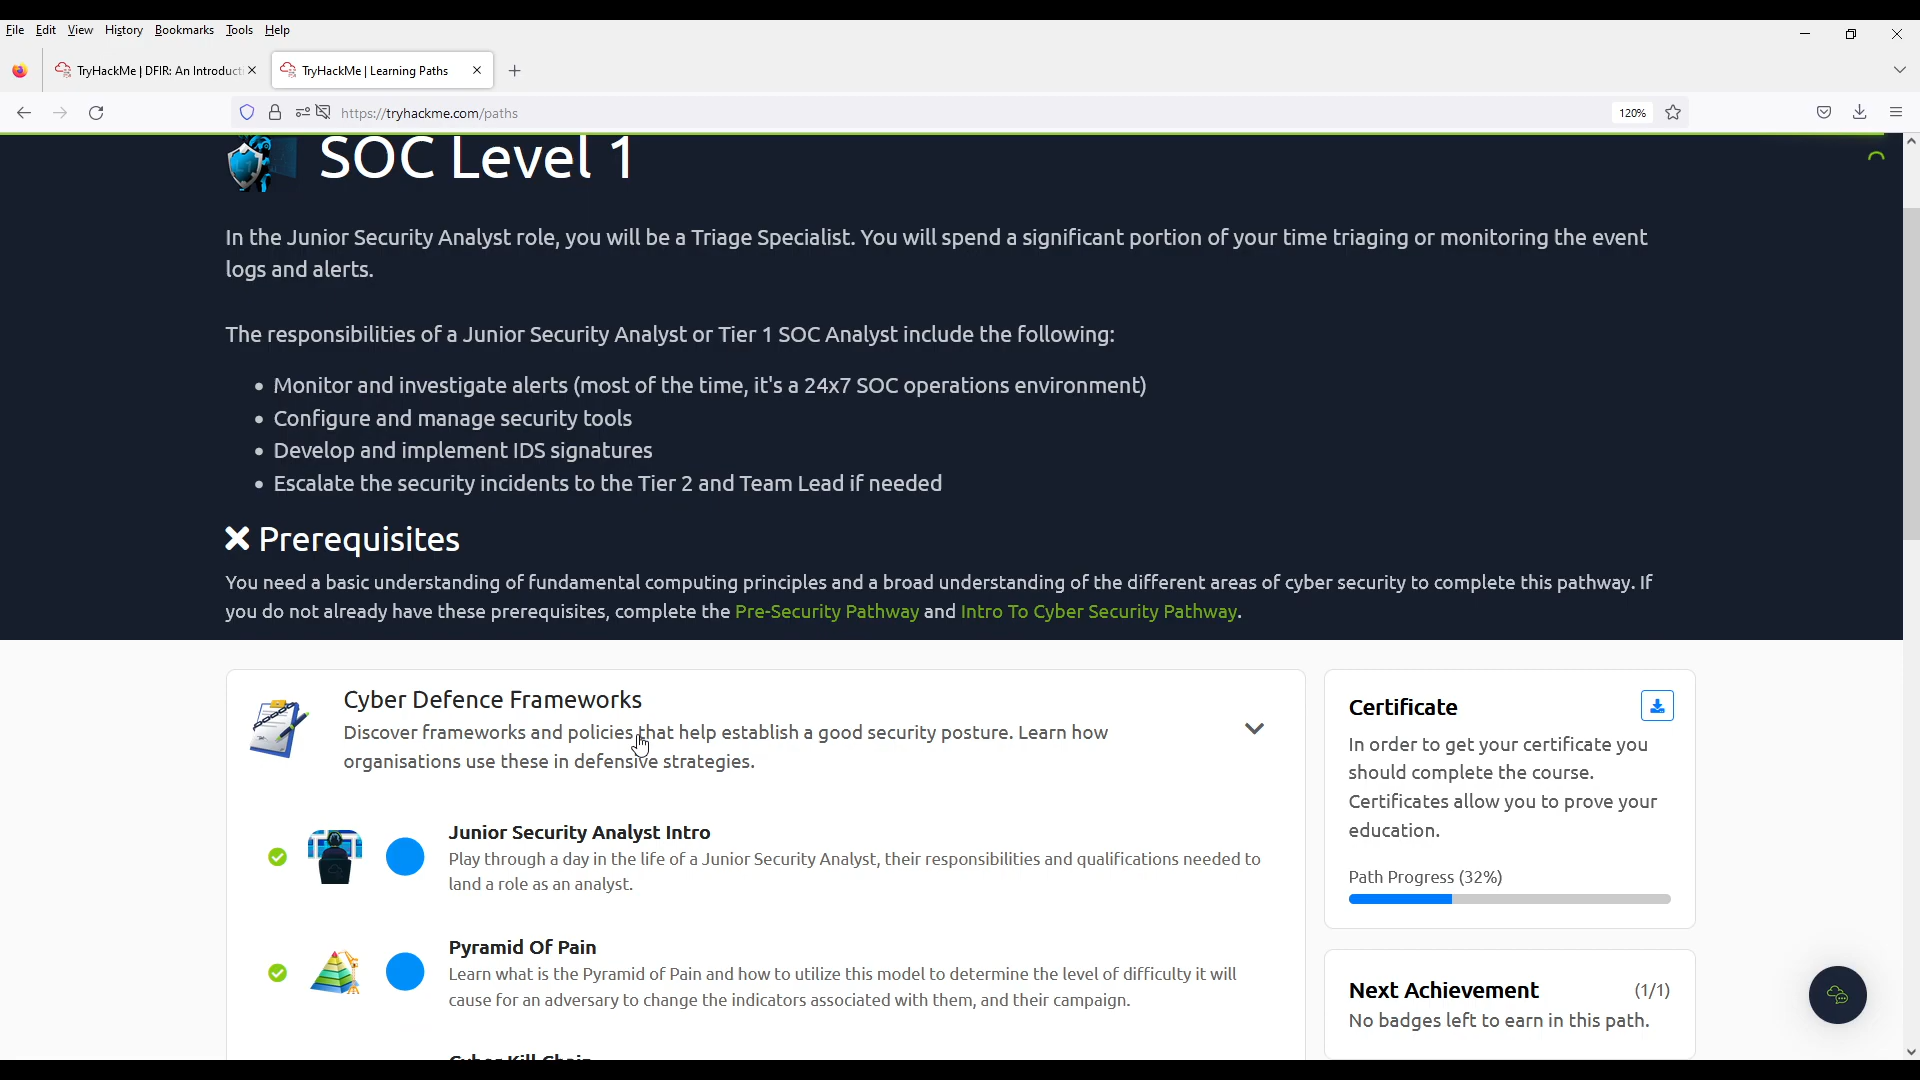 File Edit View History Bookmarks Tools Help
TryHackMe | DFIR: An Introduct
TryHackMe | Learning Paths
https://tryhackme.com/paths
120%
SOC Level 1
In the Junior Security Analyst role, you will be a Triage Specialist. You will spend a significant portion of your time triaging or monitoring the event
logs and alerts.
The responsibilities of a Junior Security Analyst or Tier 1 SOC Analyst include the following:
• Monitor and investigate alerts (most of the time, it's a 24x7 SOC operations environment)
• Configure and manage security tools
• Develop and implement IDS signatures
• Escalate the security incidents to the Tier 2 and Team Lead if needed
Prerequisites
You need a basic understanding of fundamental computing principles and a broad understanding of the different areas of cyber security to complete this pathway. If
you do not already have these prerequisites, complete the Pre-Security Pathway and Intro To Cyber Security Pathway.
Cyber Defence Frameworks
Discover frameworks and policies that help establish a good security posture. Learn how
organisations use these in defensive strategies.
Junior Security Analyst Intro
Play through a day in the life of a Junior Security Analyst, their responsibilities and qualifications needed to
land a role as an analyst.
Pyramid Of Pain
Learn what is the Pyramid of Pain and how to utilize this model to determine the level of difficulty it will
cause for an adversary to change the indicators associated with them, and their campaign.
Cyber Kill Chain
Certificate
In order to get your certificate you
should complete the course.
Certificates allow you to prove your
education.
Path Progress (32%)
Next Achievement (1/1)
No badges left to earn in this path.